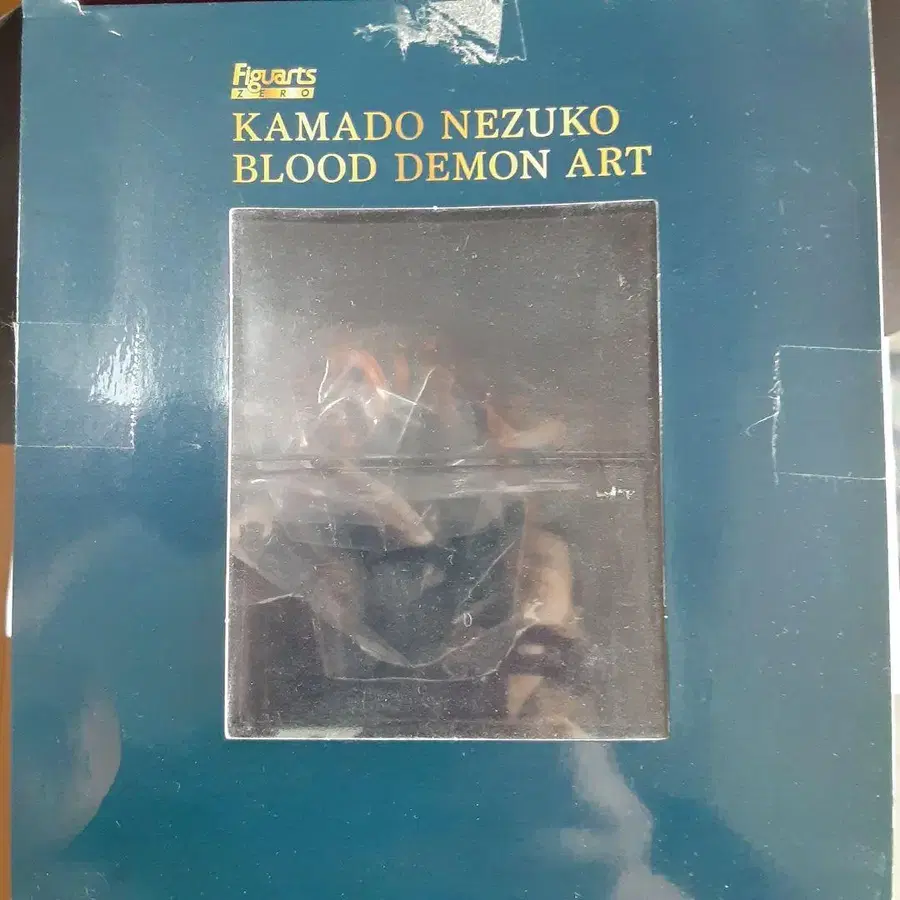 Figuarts
ZERO
KAMADO NEZUKO
BLOOD DEMON ART